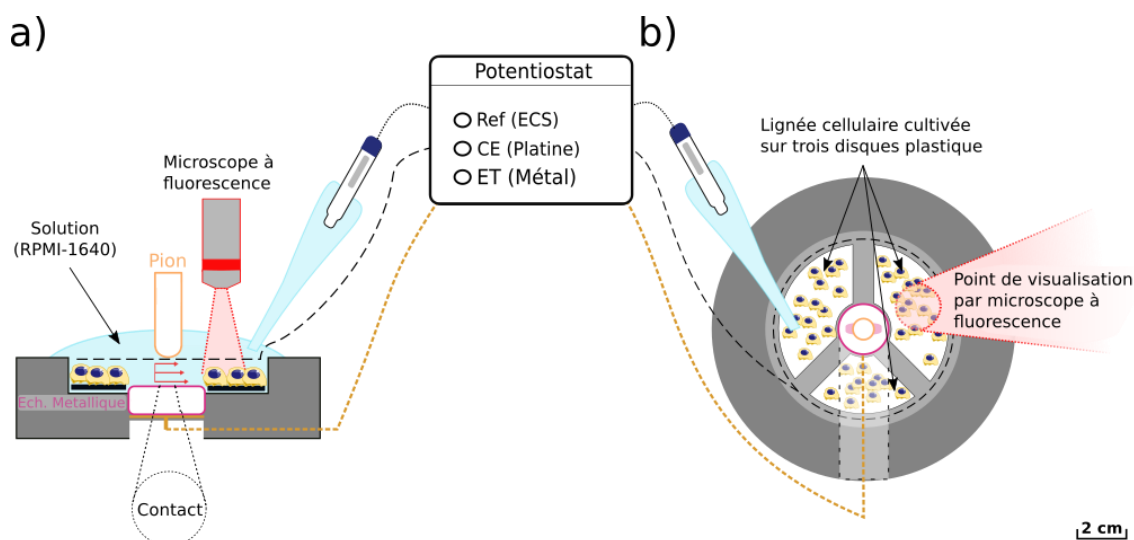 a)
b)
Potentiostat
Ref (ECS)
CE (Platine)
ET (Métal)
Microscope à
fluorescence
Solution
(RPMI-1640)
Pion
Ech. Metallique
Contact
Lignée cellulaire cultivée
sur trois disques plastique
Point de visualisation
par microscope à
fluorescence
2 cm